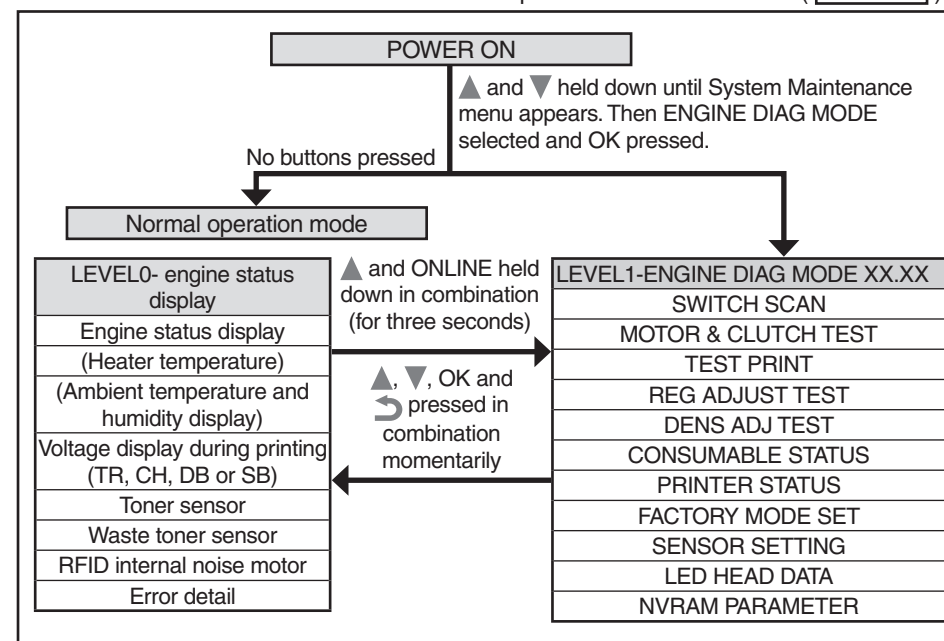 POWER ON
▲ and ▼ held down until System Maintenance
menu appears. Then ENGINE DIAG MODE
selected and OK pressed.
No buttons pressed
Normal operation mode
LEVEL0- engine status
display
Engine status display
(Heater temperature)
(Ambient temperature and
humidity display)
Voltage display during printing
(TR, CH, DB or SB)
Toner sensor
Waste toner sensor
RFID internal noise motor
Error detail
▲ and ONLINE held
down in combination
(for three seconds)
▲, ▼, OK and
⮌ pressed in
combination
momentarily
LEVEL1-ENGINE DIAG MODE XX.XX
SWITCH SCAN
MOTOR & CLUTCH TEST
TEST PRINT
REG ADJUST TEST
DENS ADJ TEST
CONSUMABLE STATUS
PRINTER STATUS
FACTORY MODE SET
SENSOR SETTING
LED HEAD DATA
NVRAM PARAMETER